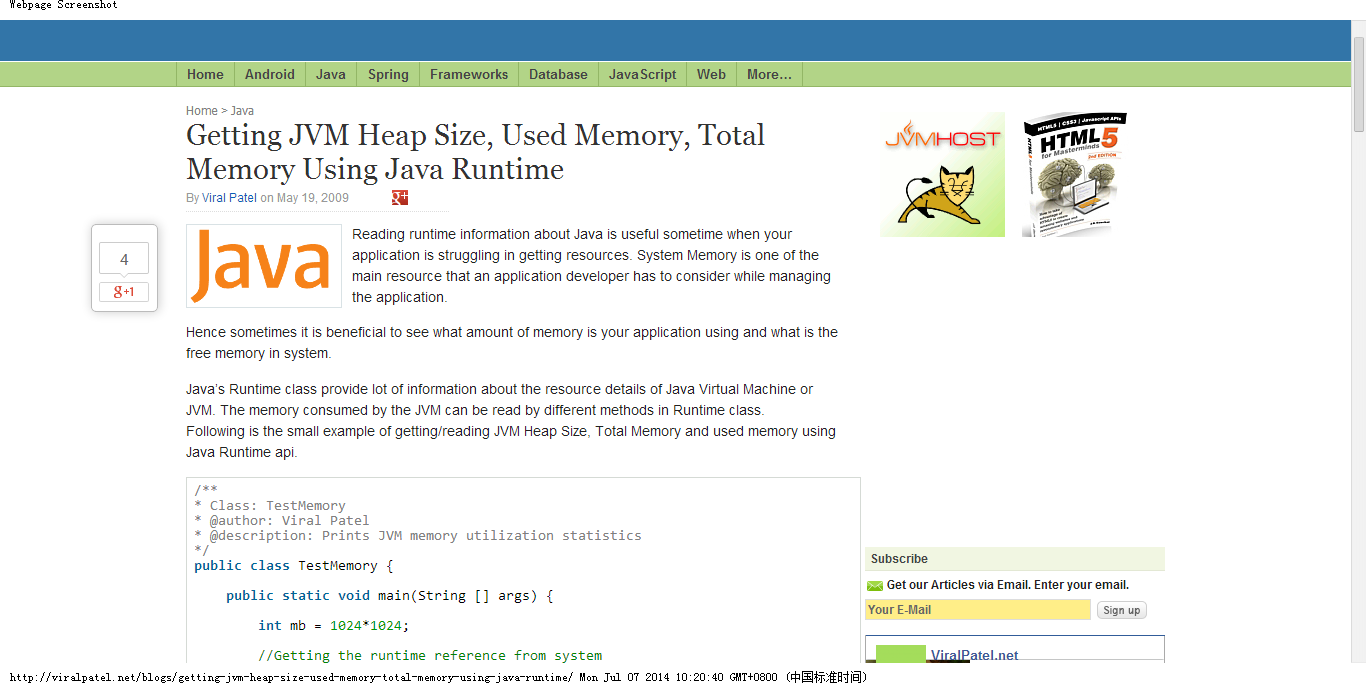 Webpage Screenshot
Home Android Java Spring Frameworks Database JavaScript Web More...
Home > Java
Getting JVM Heap Size, Used Memory, Total
Memory Using Java Runtime
By Viral Patel on May 19, 2009
g+
4
g+1
Java
Reading runtime information about Java is useful sometime when your
application is struggling in getting resources. System Memory is one of the
main resource that an application developer has to consider while managing
the application.
Hence sometimes it is beneficial to see what amount of memory is your application using and what is the
free memory in system.
Java's Runtime class provide lot of information about the resource details of Java Virtual Machine or
JVM. The memory consumed by the JVM can be read by different methods in Runtime class.
Following is the small example of getting/reading JVM Heap Size, Total Memory and used memory using
Java Runtime api.
/**
* Class: TestMemory
* @author: Viral Patel
* @description: Prints JVM memory utilization statistics
*/
public class TestMemory {
public static void main(String [] args) {
int mb = 1024*1024;
//Getting the runtime reference from system
JVMHOST
HTML5 | CSS3 | Javascript APIs
HTML 5
for Masterminds
2nd EDITION
Subscribe
Get our Articles via Email. Enter your email.
Your E-Mail
Sign up
ViralPatel.net
http://viralpatel.net/blogs/getting-jvm-heap-size-used-memory-total-memory-using-java-runtime/ Mon Jul 07 2014 10:20:40 GMT+0800 (中国标准时间)